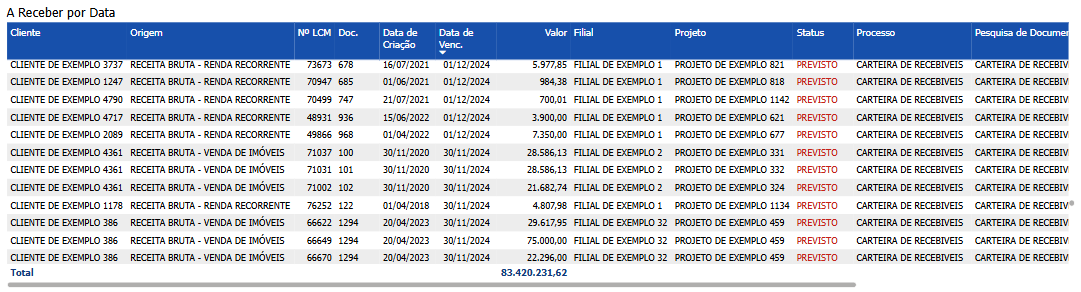 A Receber por Data
Cliente Origem Nº LCM Doc. Data de Criação Data de Venc. Valor Filial Projeto Status Processo Pesquisa de Documen
CLIENTE DE EXEMPLO 3737 RECEITA BRUTA - RENDA RECORRENTE 73673 678 16/07/2021 01/12/2024 5.977,85 FILIAL DE EXEMPLO 1 PROJETO DE EXEMPLO 821 PREVISTO CARTEIRA DE RECEBIVEIS CARTEIRA DE RECEBIV
CLIENTE DE EXEMPLO 1247 RECEITA BRUTA - RENDA RECORRENTE 70947 685 01/06/2021 01/12/2024 984,38 FILIAL DE EXEMPLO 1 PROJETO DE EXEMPLO 818 PREVISTO CARTEIRA DE RECEBIVEIS CARTEIRA DE RECEBIV
CLIENTE DE EXEMPLO 4790 RECEITA BRUTA - RENDA RECORRENTE 70499 747 21/07/2021 01/12/2024 700,01 FILIAL DE EXEMPLO 1 PROJETO DE EXEMPLO 1142 PREVISTO CARTEIRA DE RECEBIVEIS CARTEIRA DE RECEBIV
CLIENTE DE EXEMPLO 4717 RECEITA BRUTA - RENDA RECORRENTE 48931 936 15/06/2022 01/12/2024 3.900,00 FILIAL DE EXEMPLO 1 PROJETO DE EXEMPLO 621 PREVISTO CARTEIRA DE RECEBIVEIS CARTEIRA DE RECEBIV
CLIENTE DE EXEMPLO 2089 RECEITA BRUTA - RENDA RECORRENTE 49866 968 01/04/2022 01/12/2024 7.350,00 FILIAL DE EXEMPLO 1 PROJETO DE EXEMPLO 677 PREVISTO CARTEIRA DE RECEBIVEIS CARTEIRA DE RECEBIV
CLIENTE DE EXEMPLO 4361 RECEITA BRUTA - VENDA DE IMÓVEIS 71037 100 30/11/2020 30/11/2024 28.586,13 FILIAL DE EXEMPLO 2 PROJETO DE EXEMPLO 331 PREVISTO CARTEIRA DE RECEBIVEIS CARTEIRA DE RECEBIV
CLIENTE DE EXEMPLO 4361 RECEITA BRUTA - VENDA DE IMÓVEIS 71031 101 30/11/2020 30/11/2024 28.586,13 FILIAL DE EXEMPLO 2 PROJETO DE EXEMPLO 332 PREVISTO CARTEIRA DE RECEBIVEIS CARTEIRA DE RECEBIV
CLIENTE DE EXEMPLO 4361 RECEITA BRUTA - VENDA DE IMÓVEIS 71002 102 30/11/2020 30/11/2024 21.682,74 FILIAL DE EXEMPLO 2 PROJETO DE EXEMPLO 324 PREVISTO CARTEIRA DE RECEBIVEIS CARTEIRA DE RECEBIV
CLIENTE DE EXEMPLO 1178 RECEITA BRUTA - RENDA RECORRENTE 76252 122 01/04/2018 30/11/2024 4.807,98 FILIAL DE EXEMPLO 1 PROJETO DE EXEMPLO 1134 PREVISTO CARTEIRA DE RECEBIVEIS CARTEIRA DE RECEBIV
CLIENTE DE EXEMPLO 386 RECEITA BRUTA - VENDA DE IMÓVEIS 66622 1294 20/04/2023 30/11/2024 29.617,95 FILIAL DE EXEMPLO 32 PROJETO DE EXEMPLO 459 PREVISTO CARTEIRA DE RECEBIVEIS CARTEIRA DE RECEBIV
CLIENTE DE EXEMPLO 386 RECEITA BRUTA - VENDA DE IMÓVEIS 66649 1294 20/04/2023 30/11/2024 75.000,00 FILIAL DE EXEMPLO 32 PROJETO DE EXEMPLO 459 PREVISTO CARTEIRA DE RECEBIVEIS CARTEIRA DE RECEBIV
CLIENTE DE EXEMPLO 386 RECEITA BRUTA - VENDA DE IMÓVEIS 66670 1294 20/04/2023 30/11/2024 22.296,00 FILIAL DE EXEMPLO 32 PROJETO DE EXEMPLO 459 PREVISTO CARTEIRA DE RECEBIVEIS CARTEIRA DE RECEBIV
Total 83.420.231,62